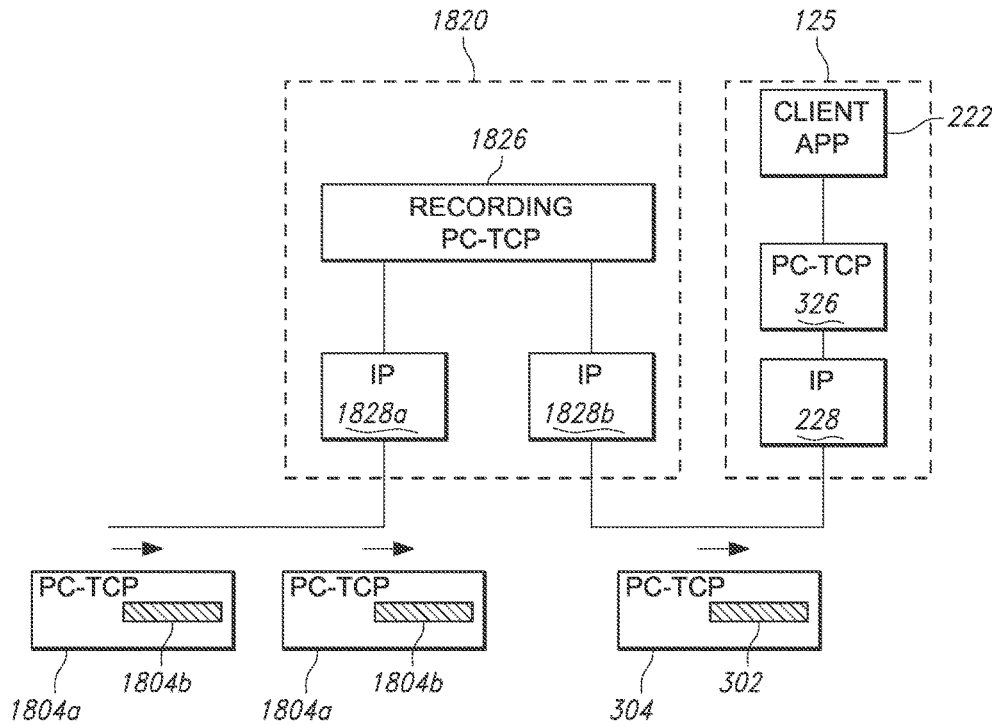 1820
125
CLIENT
APP
222
1826
RECORDING
PC-TCP
PC-TCP
326
IP
1828a
IP
1828b
IP
228
PC-TCP
PC-TCP
PC-TCP
1804a
1804b
1804a
1804b
304
302